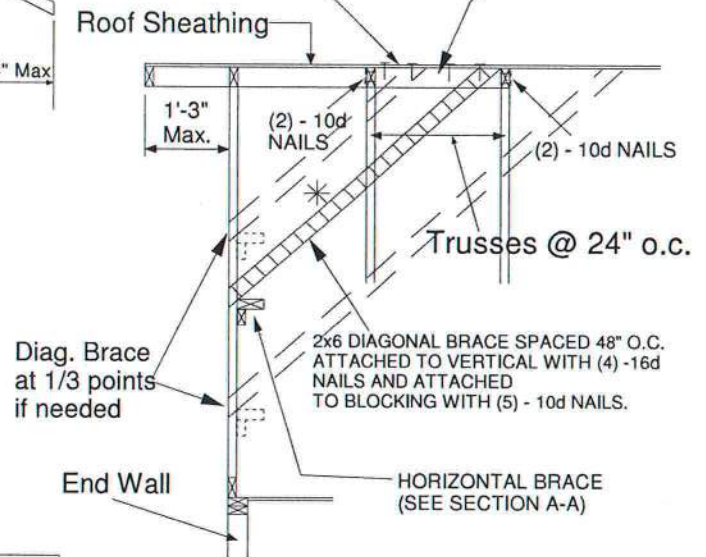 Roof Sheathing
" Max
1'-3"
Max.
(2) - 10d
NAILS
(2) - 10d NAILS
Trusses @ 24" o.c.
2x6 DIAGONAL BRACE SPACED 48" O.C.
ATTACHED TO VERTICAL WITH (4) -16d
NAILS AND ATTACHED
TO BLOCKING WITH (5) - 10d NAILS.
Diag. Brace
at 1/3 points
if needed
End Wall
HORIZONTAL BRACE
(SEE SECTION A-A)